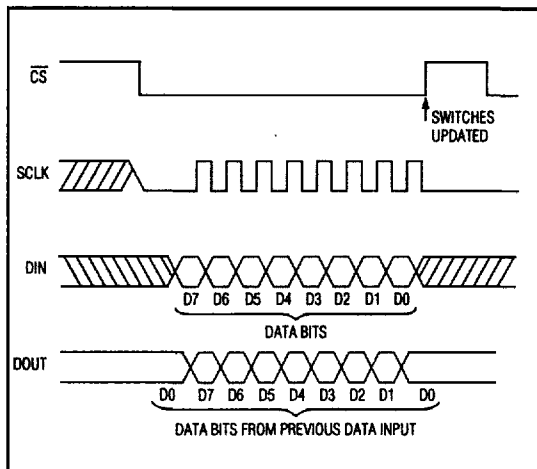 CS
SWITCHES
UPDATED
SCLK
DIN
D7 D6 D5 D4 D3 D2 D1 D0
DATA BITS
DOUT
D0 D7 D6 D5 D4 D3 D2 D1 D0
DATA BITS FROM PREVIOUS DATA INPUT